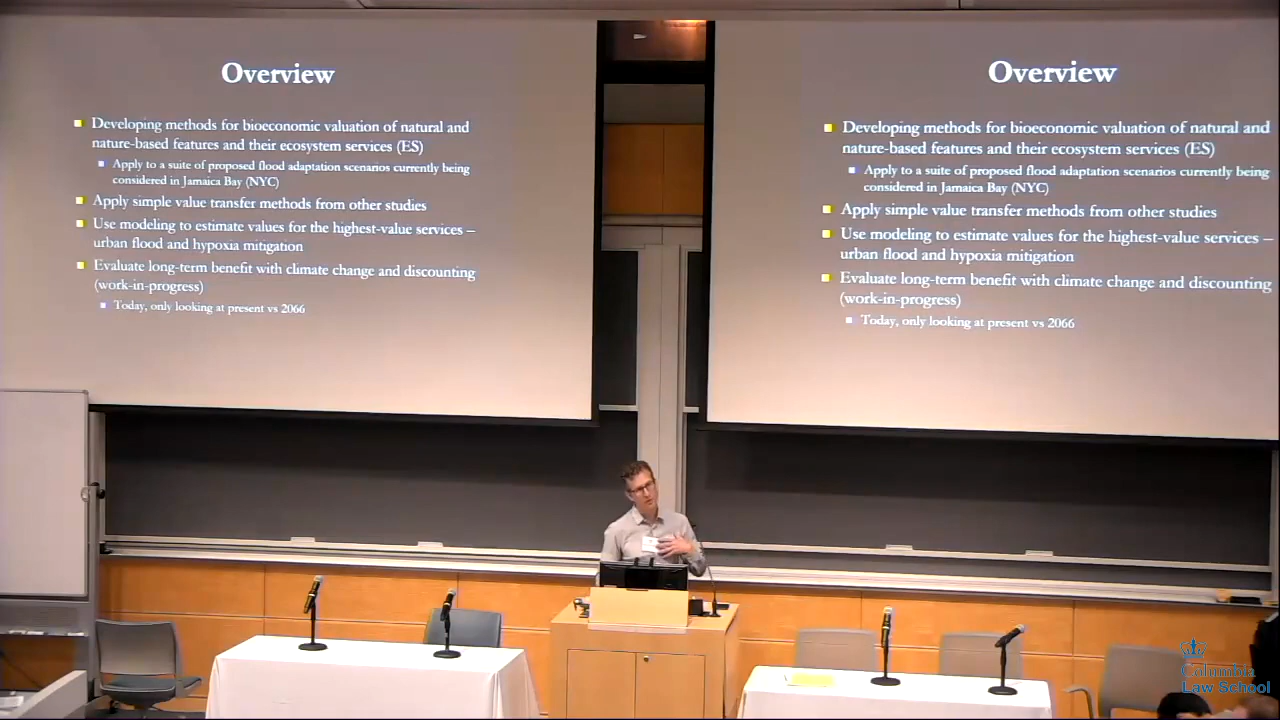 Overview
Developing methods for bioeconomic valuation of natural and
nature-based features and their ecosystem services (ES)
Apply to a suite of proposed flood adaptation scenarios currently being
considered in Jamaica Bay (NYC)
Apply simple value transfer methods from other studies
Use modeling to estimate values for the highest-value services –
urban flood and hypoxia mitigation
Evaluate long-term benefit with climate change and discounting
(work-in-progress)
Today, only looking at present vs 2066
Overview
Developing methods for bioeconomic valuation of natural and
nature-based features and their ecosystem services (ES)
Apply to a suite of proposed flood adaptation scenarios currently being
considered in Jamaica Bay (NYC)
Apply simple value transfer methods from other studies
Use modeling to estimate values for the highest-value services –
urban flood and hypoxia mitigation
Evaluate long-term benefit with climate change and discounting
(work-in-progress)
Today, only looking at present vs 2066
Columbia
Law School